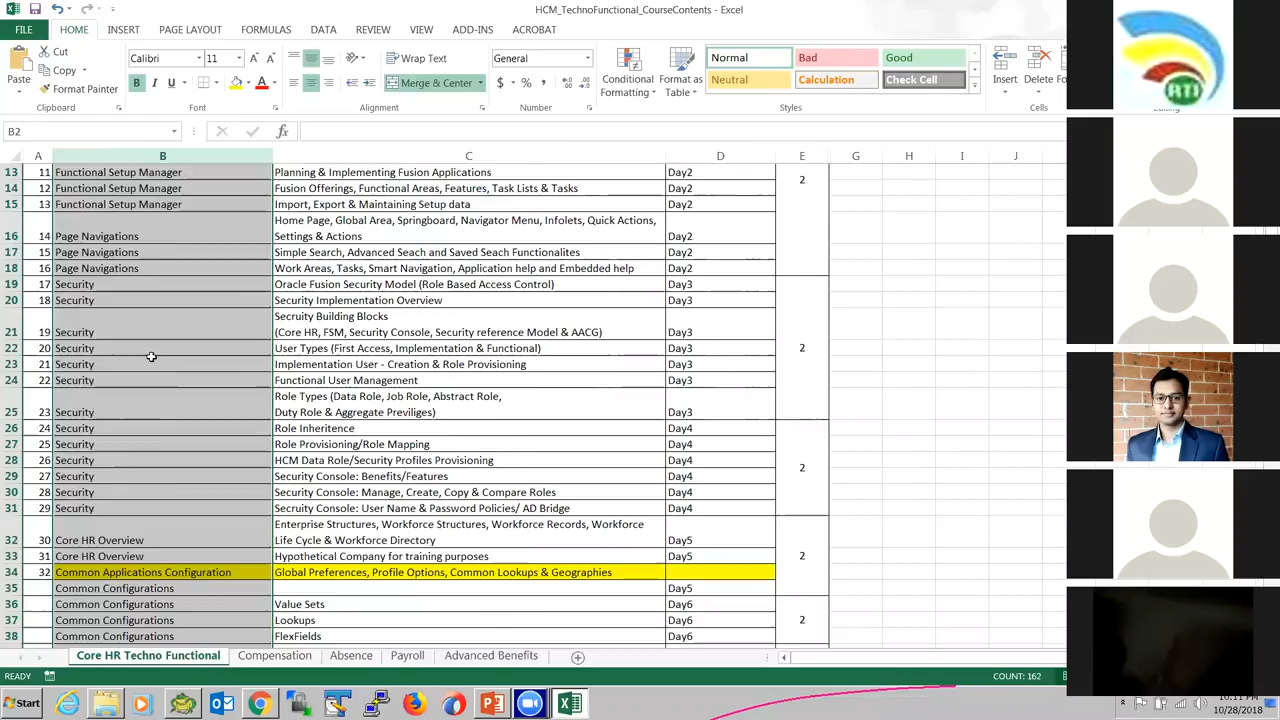 HCM_TechnoFunctional_CourseContents - Excel
FILE HOME INSERT PAGE LAYOUT FORMULAS DATA REVIEW VIEW ADD-INS ACROBAT
Cut
Copy
Format Painter
Paste
Clipboard
Calibri 11
B I U
Font
Wrap Text
Merge & Center
Alignment
General
$ % ,
Number
Conditional Formatting
Format as Table
Normal Bad Good
Neutral Calculation Check Cell
Styles
Insert Delete
Cells
RTI
B2
A B C D E G H I J
13 11 Functional Setup Manager Planning & Implementing Fusion Applications Day2
2
14 12 Functional Setup Manager Fusion Offerings, Functional Areas, Features, Task Lists & Tasks Day2
15 13 Functional Setup Manager Import, Export & Maintaining Setup data Day2
Home Page, Global Area, Springboard, Navigator Menu, Infolets, Quick Actions,
16 14 Page Navigations Settings & Actions Day2
17 15 Page Navigations Simple Search, Advanced Seach and Saved Seach Functionalites Day2
18 16 Page Navigations Work Areas, Tasks, Smart Navigation, Application help and Embedded help Day2
19 17 Security Oracle Fusion Security Model (Role Based Access Control) Day3
20 18 Security Security Implementation Overview Day3
Secruity Building Blocks
21 19 Security (Core HR, FSM, Security Console, Security reference Model & AACG) Day3
22 20 Security User Types (First Access, Implementation & Functional) Day3 2
23 21 Security Implementation User - Creation & Role Provisioning Day3
24 22 Security Functional User Management Day3
Role Types (Data Role, Job Role, Abstract Role,
25 23 Security Duty Role & Aggregate Previliges) Day3
26 24 Security Role Inheritence Day4
27 25 Security Role Provisioning/Role Mapping Day4
28 26 Security HCM Data Role/Security Profiles Provisioning Day4
2
29 27 Security Security Console: Benefits/Features Day4
30 28 Security Security Console: Manage, Create, Copy & Compare Roles Day4
31 29 Security Secruity Console: User Name & Password Policies/ AD Bridge Day4
Enterprise Structures, Workforce Structures, Workforce Records, Workforce
32 30 Core HR Overview Life Cycle & Workforce Directory Day5
33 31 Core HR Overview Hypothetical Company for training purposes Day5 2
34 32 Common Applications Configuration Global Preferences, Profile Options, Common Lookups & Geographies
35 Common Configurations Day5
36 Common Configurations Value Sets Day6
37 Common Configurations Lookups Day6 2
38 Common Configurations FlexFields Day6
Core HR Techno Functional Compensation Absence Payroll Advanced Benefits
READY COUNT: 162
Start
10:11 PM
10/28/2018